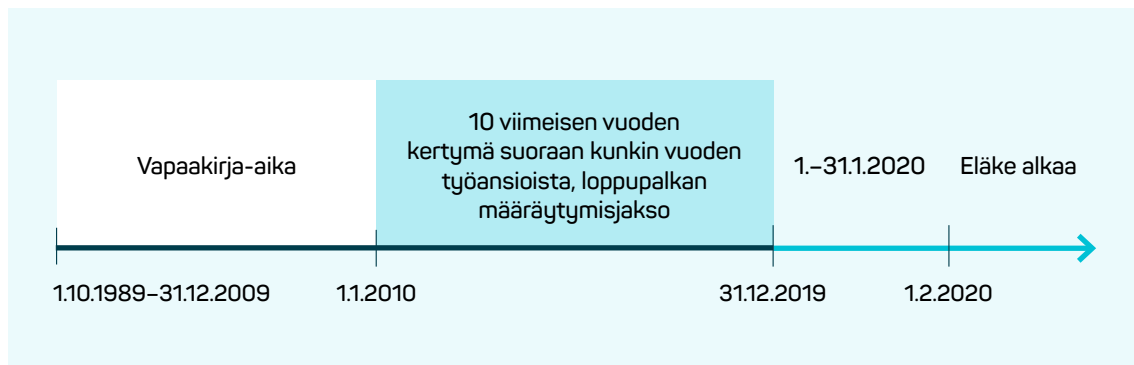 Vapaakirja-aika
10 viimeisen vuoden
kertymä suoraan kunkin vuoden
työansioista, loppupalkan
määräytymisjakso
1.–31.1.2020
Eläke alkaa
1.10.1989–31.12.2009
1.1.2010
31.12.2019
1.2.2020